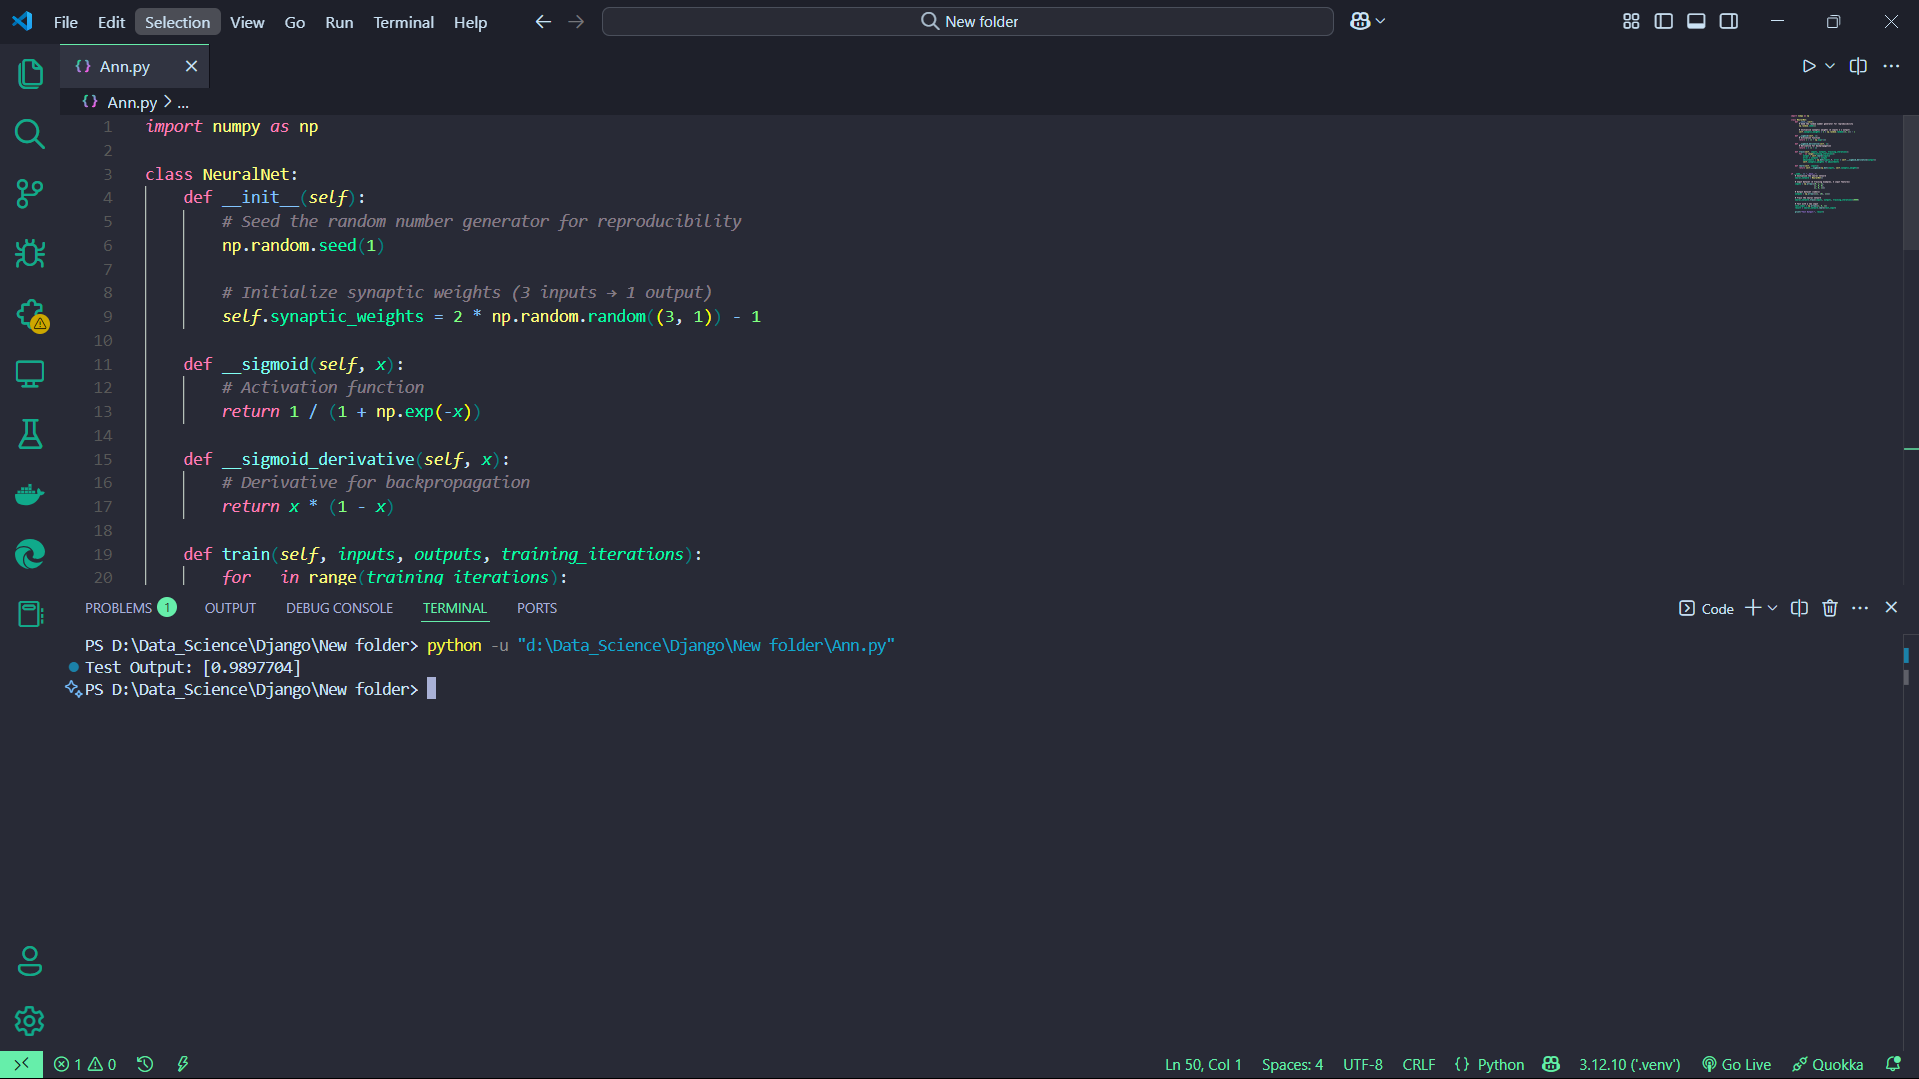 File Edit Selection View Go Run Terminal Help
New folder
Ann.py
Ann.py > ...
1 import numpy as np
2
3 class NeuralNet:
4 def __init__(self):
5 # Seed the random number generator for reproducibility
6 np.random.seed(1)
7
8 # Initialize synaptic weights (3 inputs → 1 output)
9 self.synaptic_weights = 2 * np.random.random((3, 1)) - 1
10
11 def __sigmoid(self, x):
12 # Activation function
13 return 1 / (1 + np.exp(-x))
14
15 def __sigmoid_derivative(self, x):
16 # Derivative for backpropagation
17 return x * (1 - x)
18
19 def train(self, inputs, outputs, training_iterations):
20 for _ in range(training_iterations):
PROBLEMS 1 OUTPUT DEBUG CONSOLE TERMINAL PORTS
Code
PS D:\Data_Science\Django\New folder> python -u "d:\Data_Science\Django\New folder\Ann.py"
Test Output: [0.9897704]
PS D:\Data_Science\Django\New folder>
1 0 Ln 50, Col 1 Spaces: 4 UTF-8 CRLF {} Python 3.12.10 ('.venv') Go Live Quokka